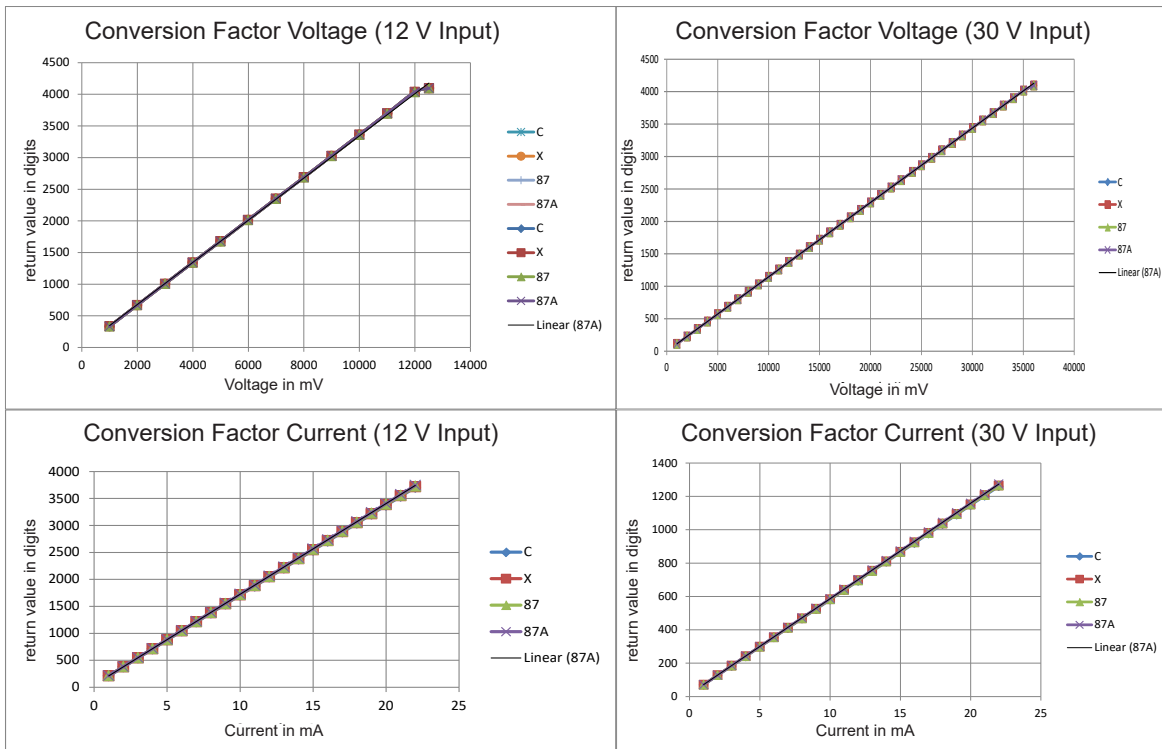 Conversion Factor Voltage (12 V Input)
return value in digits
4500
4000
3500
3000
2500
2000
1500
1000
500
0
0 2000 4000 6000 8000 10000 12000 14000
Voltage in mV
C
X
87
87A
C
X
87
87A
Linear (87A)
Conversion Factor Voltage (30 V Input)
return value in digits
4500
4000
3500
3000
2500
2000
1500
1000
500
0
0 5000 10000 15000 20000 25000 30000 35000 40000
Voltage in mV
C
X
87
87A
Linear (87A)
Conversion Factor Current (12 V Input)
return value in digits
4000
3500
3000
2500
2000
1500
1000
500
0
0 5 10 15 20 25
Current in mA
C
X
87
87A
Linear (87A)
Conversion Factor Current (30 V Input)
return value in digits
1400
1200
1000
800
600
400
200
0
0 5 10 15 20 25
Current in mA
C
X
87
87A
Linear (87A)